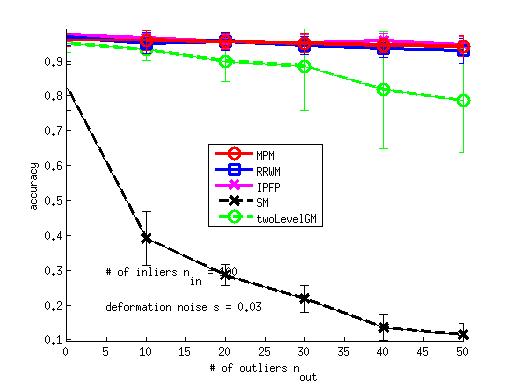 0.9
0.8
0.7
0.6
0.5
0.4
0.3
0.2
0.1
accuracy
MPM
RRWM
IPFP
SM
twoLevelGM
# of inliers n_in =
deformation noise s = 0.03
0 5 10 15 20 25 30 35 40 45 50
# of outliers n_out